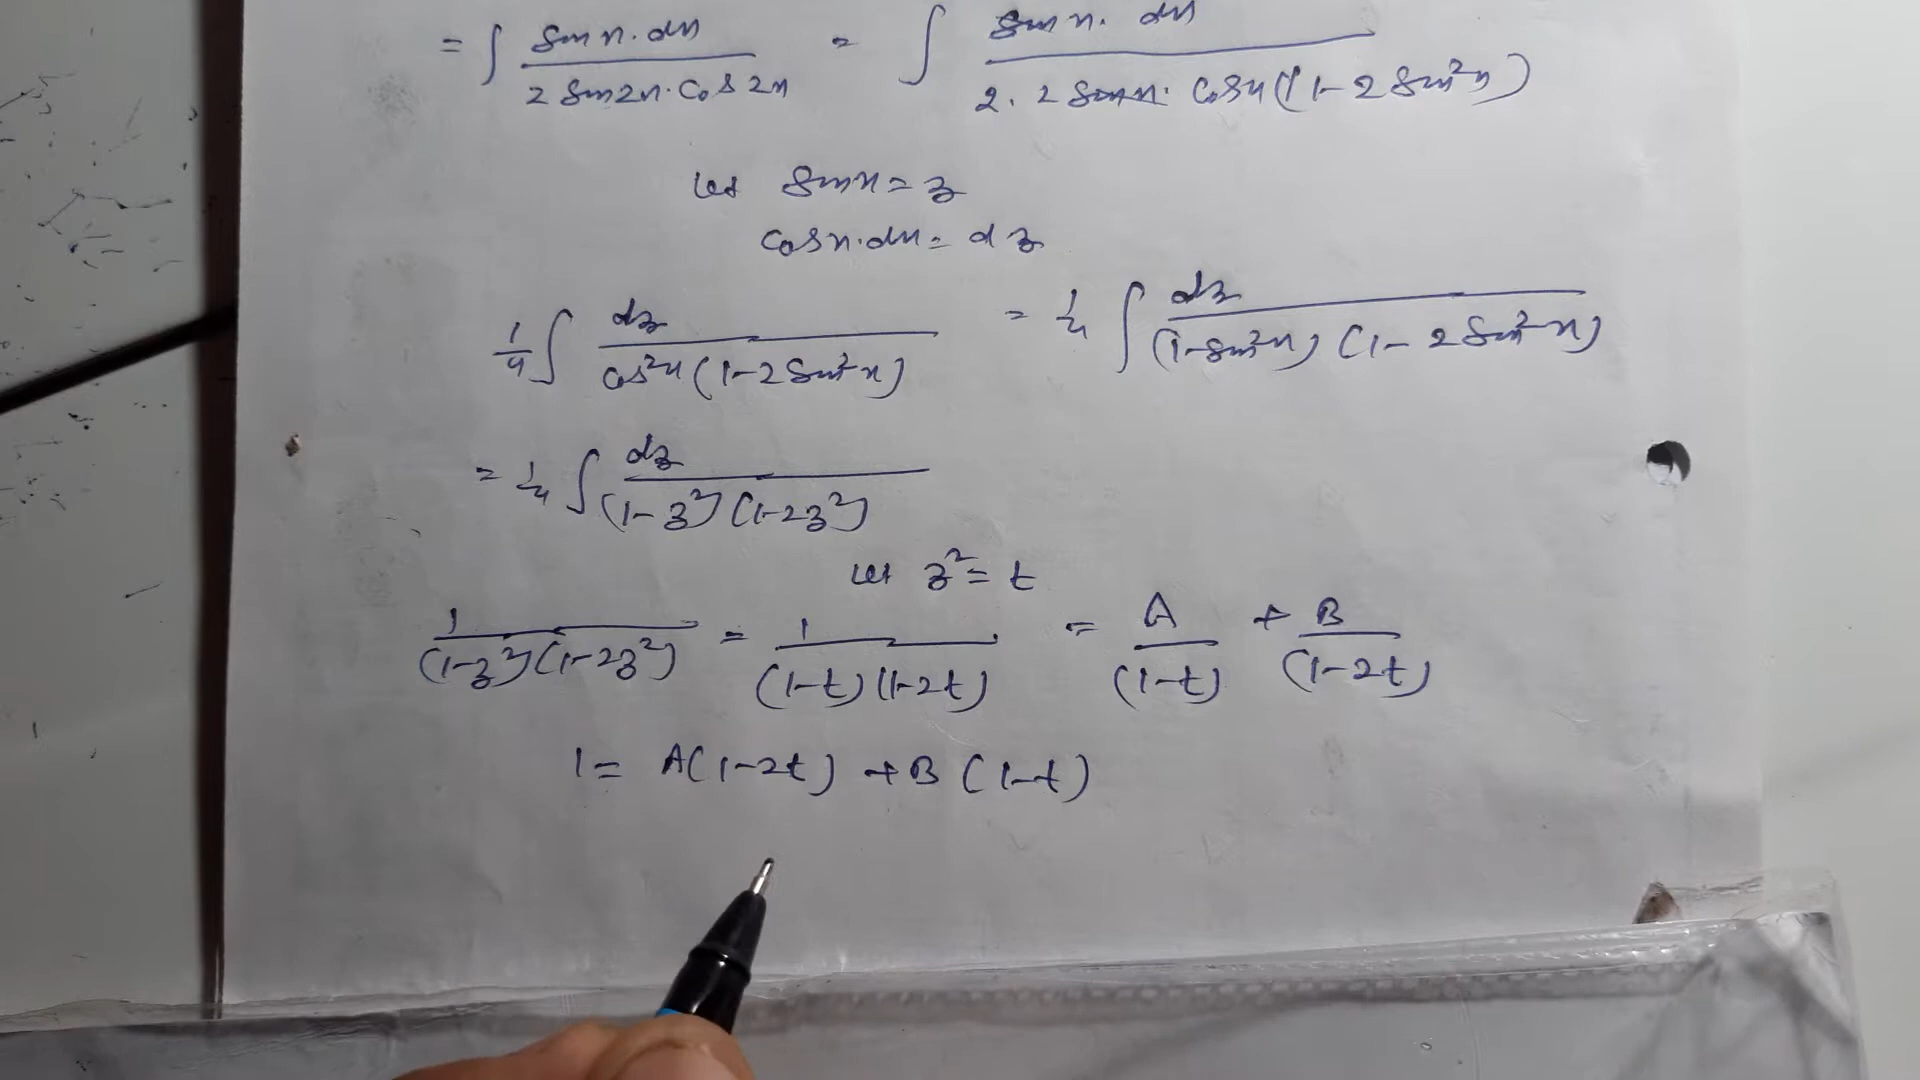 = ∫ sin x. dx / 2 sin2x. cos 2x = ∫ sin x. dx / 2. 2 sin x. cos x (1-2 sin²x)
let sin x = z
cos x. dx = dz
1/4 ∫ dz / cos²x (1-2 sin²x) = 1/4 ∫ dz / (1-sin²x) (1-2 sin²x)
= 1/4 ∫ dz / (1-z²) (1-2z²)
let z² = t
1 / (1-z²)(1-2z²) = 1 / (1-t)(1-2t) = A / (1-t) + B / (1-2t)
1 = A(1-2t) + B(1-t)